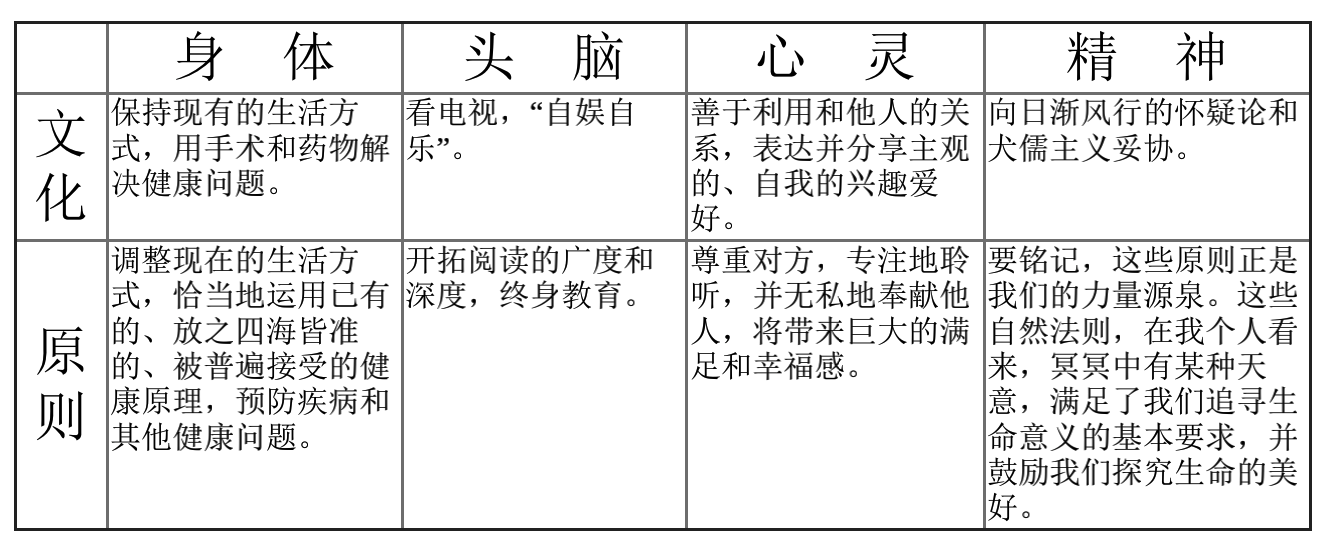 身 体
头 脑
心 灵
精 神
文
化
保持现有的生活方
式，用手术和药物解
决健康问题。
看电视，“自娱自
乐”。
善于利用和他人的关
系，表达并分享主观
的、自我的兴趣爱
好。
向日渐风行的怀疑论和
犬儒主义妥协。
原
则
调整现在的生活方
式，恰当地运用已有
的、放之四海皆准
的、被普遍接受的健
康原理，预防疾病和
其他健康问题。
开拓阅读的广度和
深度，终身教育。
尊重对方，专注地聆
听，并无私地奉献他
人，将带来巨大的满
足和幸福感。
要铭记，这些原则正是
我们的力量源泉。这些
自然法则，在我个人看
来，冥冥中有某种天
意，满足了我们追寻生
命意义的基本要求，并
鼓励我们探究生命的美
好。